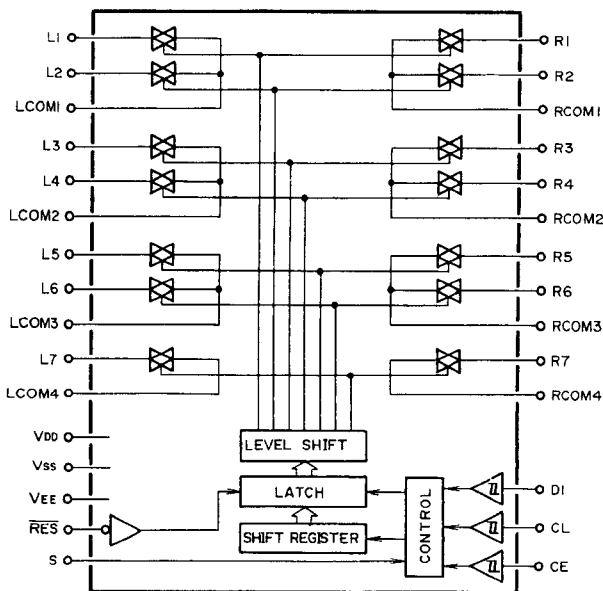 L1
R1
L2
R2
LCOM1
RCOM1
L3
R3
L4
R4
LCOM2
RCOM2
L5
R5
L6
R6
LCOM3
RCOM3
L7
R7
LCOM4
RCOM4
VDD
LEVEL SHIFT
VSS
VEE
LATCH
CONTROL
DI
RES
SHIFT REGISTER
CL
S
CE